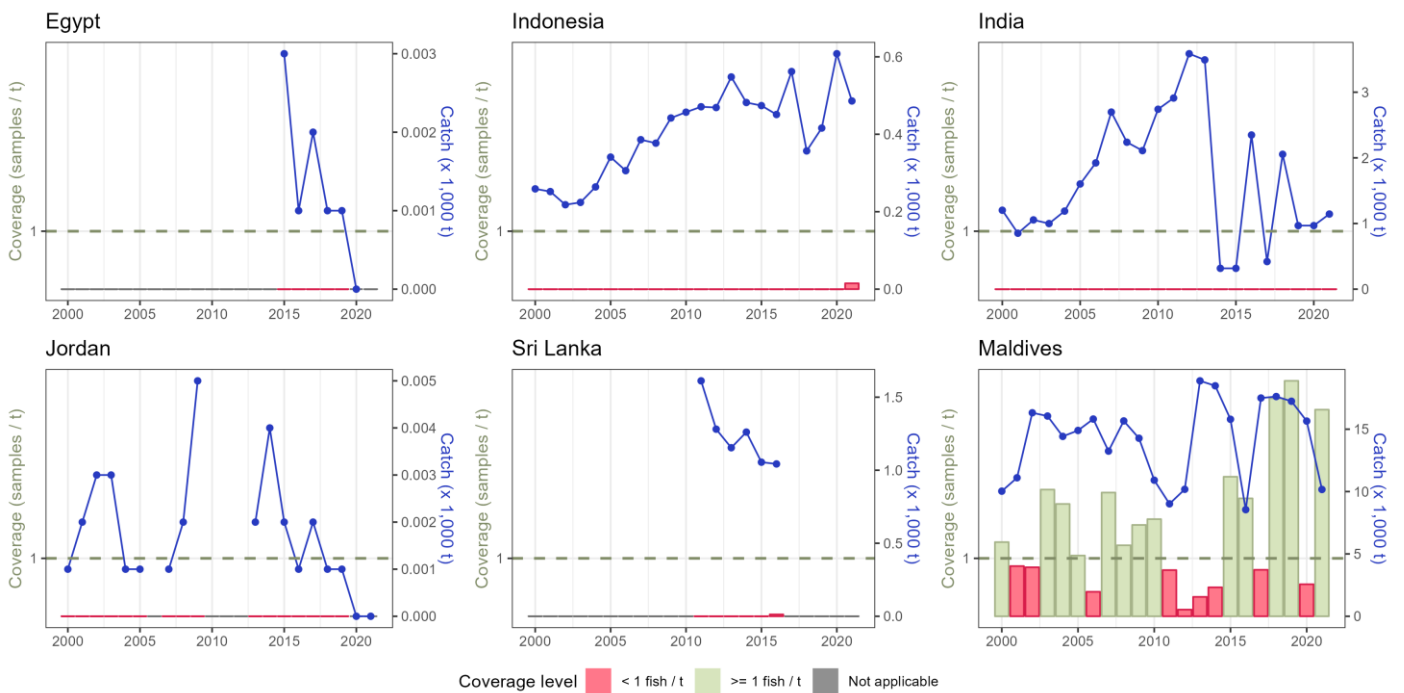 Egypt
Coverage (samples / t)
1
0.003
0.002
0.001
0.000
Catch (x 1,000 t)
2000 2005 2010 2015 2020
Indonesia
Coverage (samples / t)
1
0.6
0.4
0.2
0.0
Catch (x 1,000 t)
2000 2005 2010 2015 2020
India
Coverage (samples / t)
1
3
2
1
0
Catch (x 1,000 t)
2000 2005 2010 2015 2020
Jordan
Coverage (samples / t)
1
0.005
0.004
0.003
0.002
0.001
0.000
Catch (x 1,000 t)
2000 2005 2010 2015 2020
Sri Lanka
Coverage (samples / t)
1
1.5
1.0
0.5
0.0
Catch (x 1,000 t)
2000 2005 2010 2015 2020
Maldives
Coverage (samples / t)
1
15
10
5
0
Catch (x 1,000 t)
2000 2005 2010 2015 2020
Coverage level < 1 fish / t >= 1 fish / t Not applicable